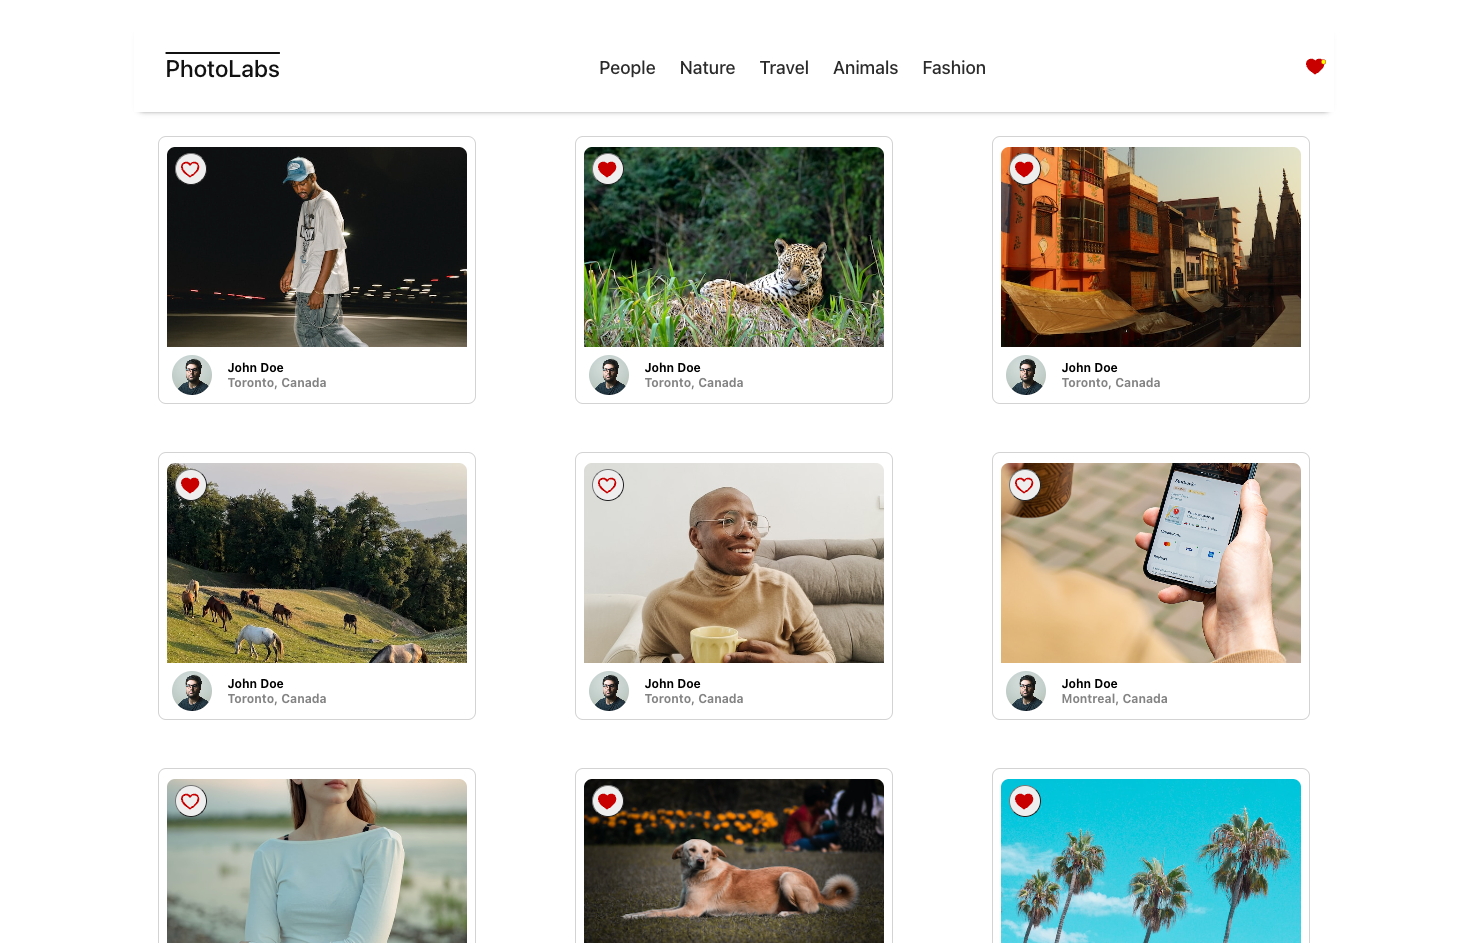 PhotoLabs
People
Nature
Travel
Animals
Fashion
John Doe
Toronto, Canada
John Doe
Toronto, Canada
John Doe
Toronto, Canada
John Doe
Toronto, Canada
John Doe
Toronto, Canada
John Doe
Montreal, Canada